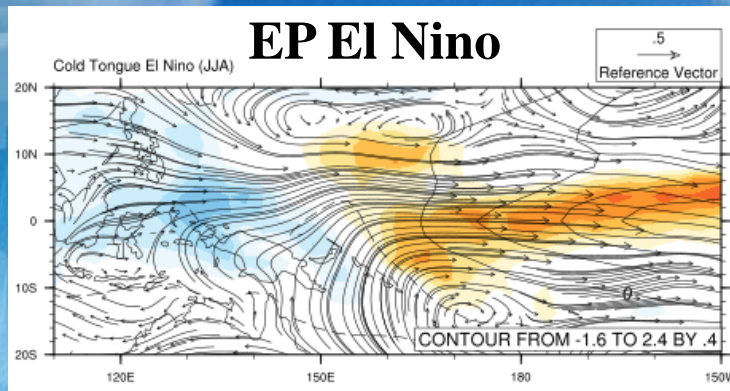 EP El Nino
.5
Cold Tongue El Nino (JJA)
Reference Vector
20N
10N
0
10S
20S
0
CONTOUR FROM -1.6 TO 2.4 BY .4
120E 150E 180 150W